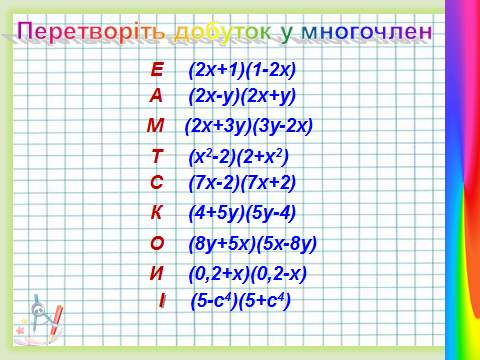 Перетворіть добуток у многочлен
Е (2х+1)(1-2х)
А (2х-у)(2х+у)
М (2х+3у)(3у-2х)
Т (х²-2)(2+х²)
С (7х-2)(7х+2)
К (4+5у)(5у-4)
О (8у+5х)(5х-8у)
И (0,2+х)(0,2-х)
І (5-с⁴)(5+с⁴)